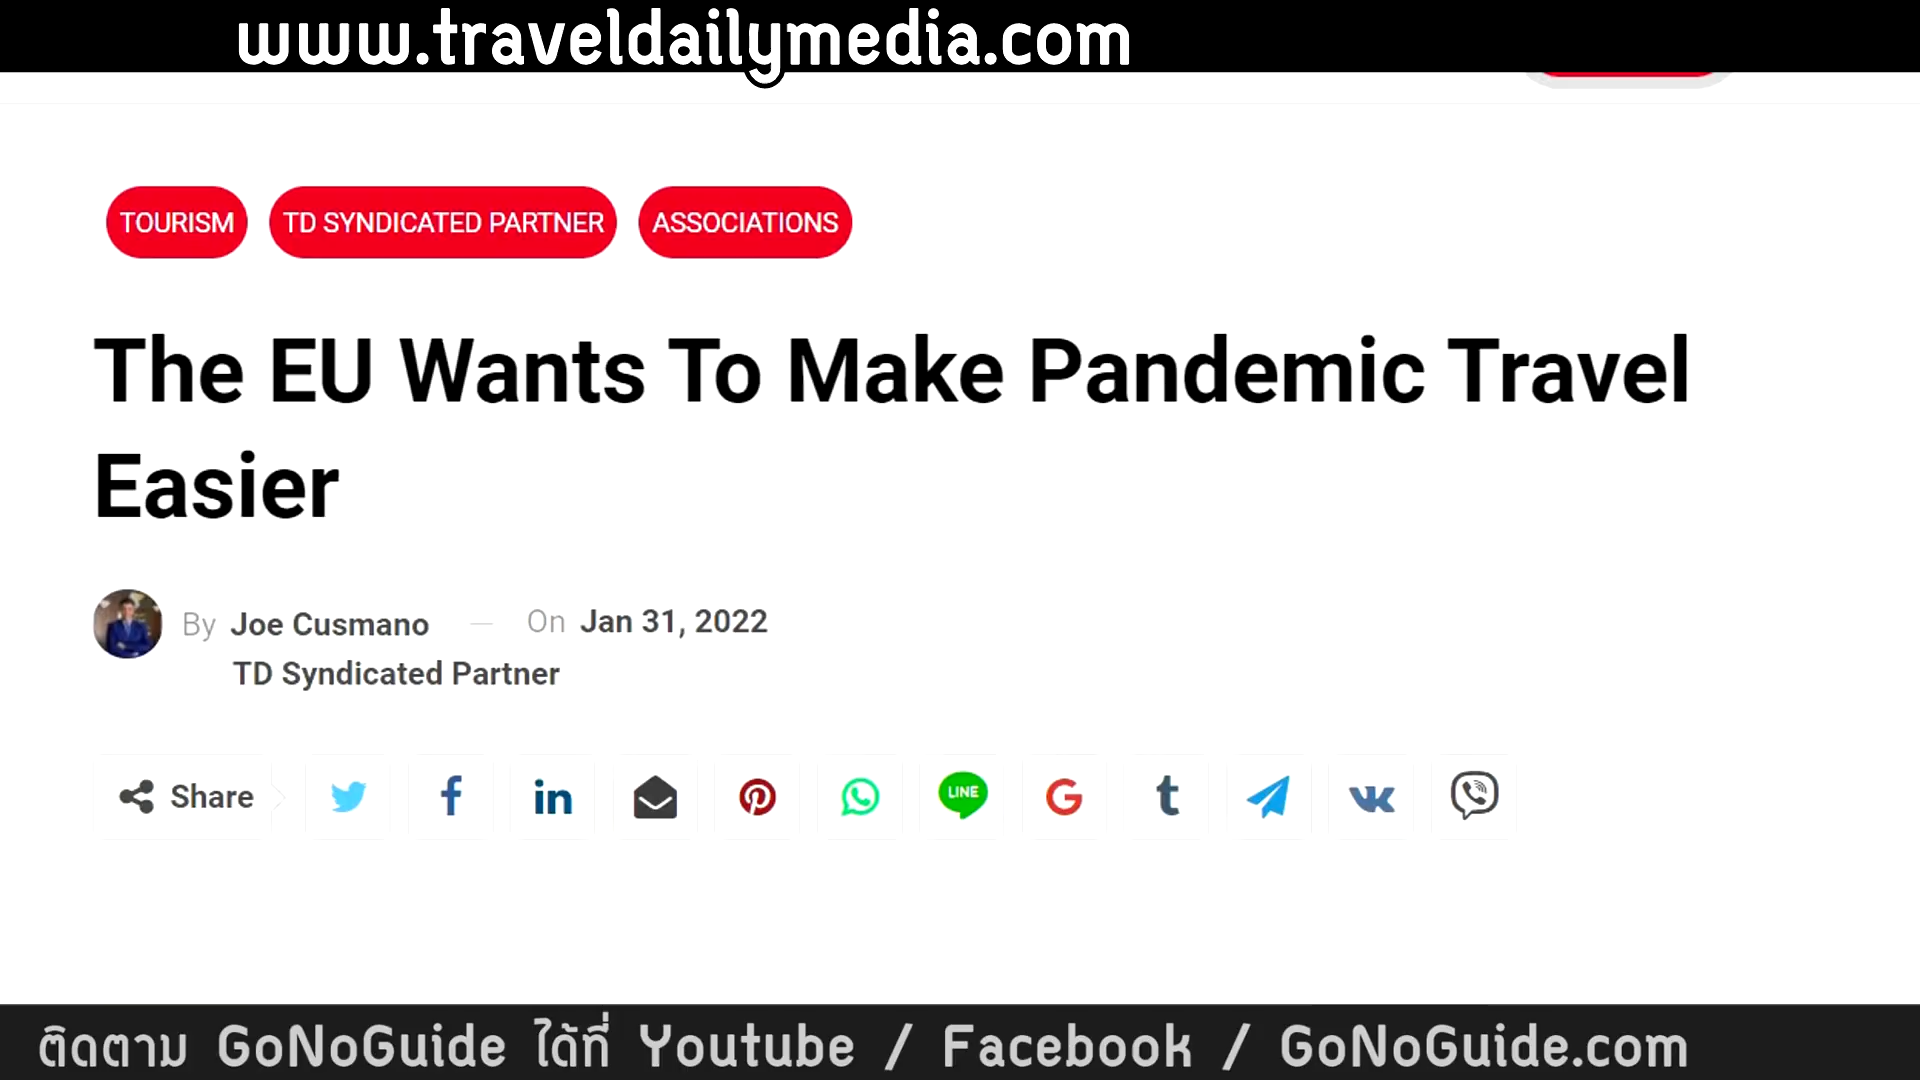 www.traveldailymedia.com
TOURISM TD SYNDICATED PARTNER ASSOCIATIONS
The EU Wants To Make Pandemic Travel
Easier
By Joe Cusmano — On Jan 31, 2022
TD Syndicated Partner
Share
LINE
ติดตาม GoNoGuide ได้ที่ Youtube / Facebook / GoNoGuide.com